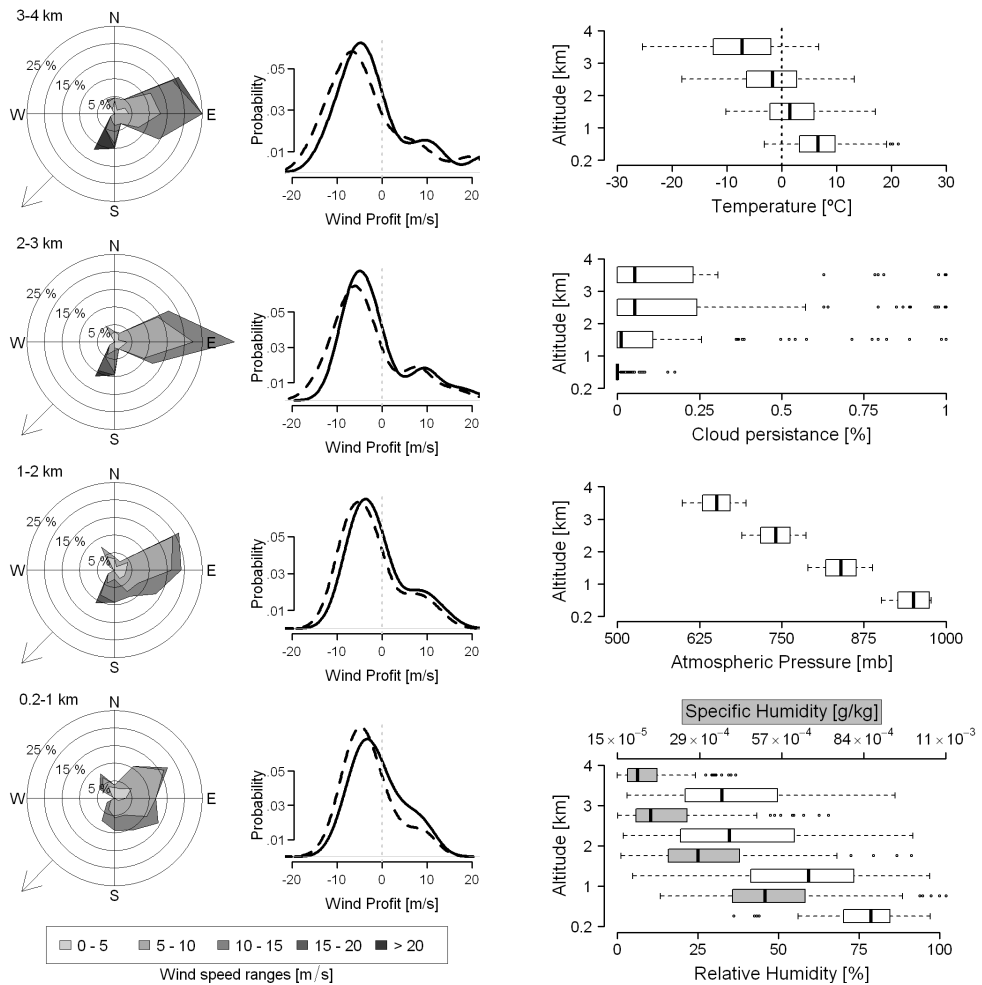 3-4 km
N
25 %
15 %
5 %
W
E
S
Probability
.05
.03
.01
-20 -10 0 10 20
Wind Profit [m/s]
Altitude [km]
4
3
2
1
0.2
-30 -20 -10 0 10 20 30
Temperature [ºC]
2-3 km
N
25 %
15 %
5 %
W
E
S
Probability
.05
.03
.01
-20 -10 0 10 20
Wind Profit [m/s]
Altitude [km]
4
3
2
1
0.2
0 0.25 0.5 0.75 1
Cloud persistance [%]
1-2 km
N
25 %
15 %
5 %
W
E
S
Probability
.05
.03
.01
-20 -10 0 10 20
Wind Profit [m/s]
Altitude [km]
4
3
2
1
0.2
500 625 750 875 1000
Atmospheric Pressure [mb]
0.2-1 km
N
25 %
15 %
5 %
W
E
S
Probability
.05
.03
.01
-20 -10 0 10 20
Wind Profit [m/s]
Specific Humidity [g/kg]
15 × 10⁻⁵ 29 × 10⁻⁴ 57 × 10⁻⁴ 84 × 10⁻⁴ 11 × 10⁻³
Altitude [km]
4
3
2
1
0.2
0 25 50 75 100
Relative Humidity [%]
0 - 5 5 - 10 10 - 15 15 - 20 > 20
Wind speed ranges [m/s]